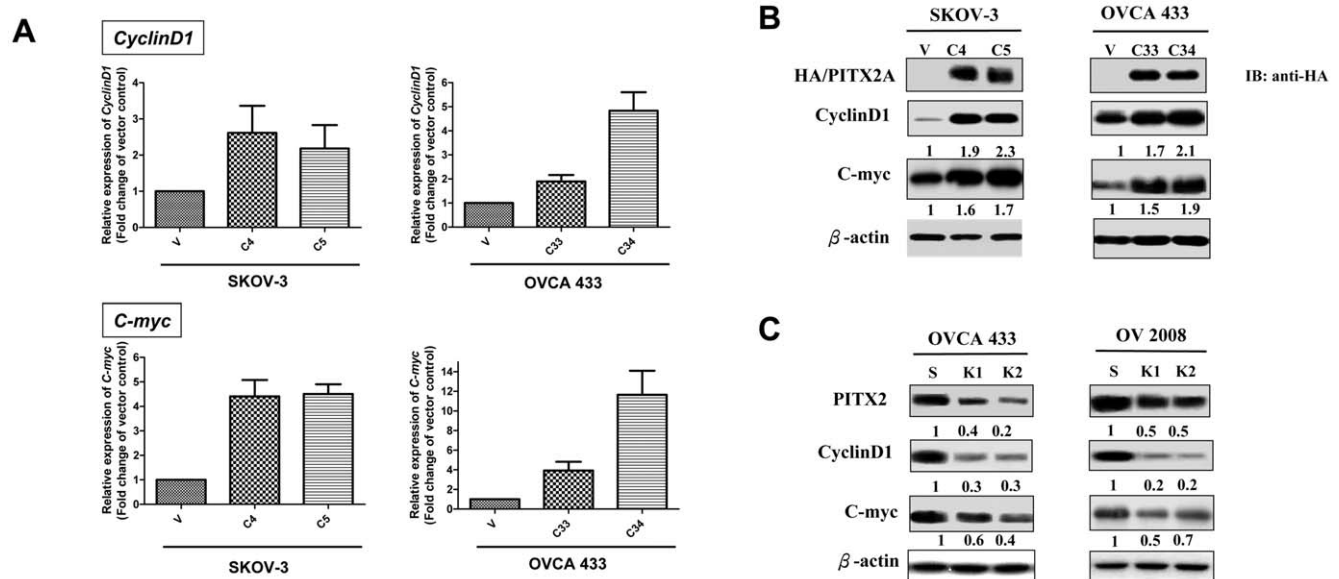 A
CyclinD1
Relative expression of CyclinD1
(Fold change of vector control)
4
3
2
1
0
V C4 C5
SKOV-3
Relative expression of CyclinD1
(Fold change of vector control)
6
5
4
3
2
1
0
V C33 C34
OVCA 433
C-myc
Relative expression of C-myc
(Fold change of vector control)
6
5
4
3
2
1
0
V C4 C5
SKOV-3
Relative expression of C-myc
(Fold change of vector control)
14
12
10
8
6
4
2
0
V C33 C34
OVCA 433
B
SKOV-3 OVCA 433
V C4 C5 V C33 C34
HA/PITX2A IB: anti-HA
CyclinD1
1 1.9 2.3 1 1.7 2.1
C-myc
1 1.6 1.7 1 1.5 1.9
β-actin
C
OVCA 433 OV 2008
S K1 K2 S K1 K2
PITX2
1 0.4 0.2 1 0.5 0.5
CyclinD1
1 0.3 0.3 1 0.2 0.2
C-myc
1 0.6 0.4 1 0.5 0.7
β-actin